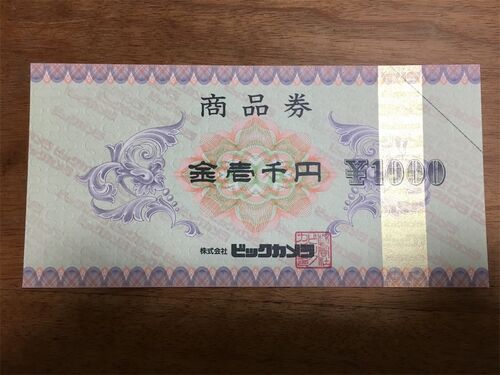 商品券
金壱千円 ¥1000
株式会社 ビックカメラ